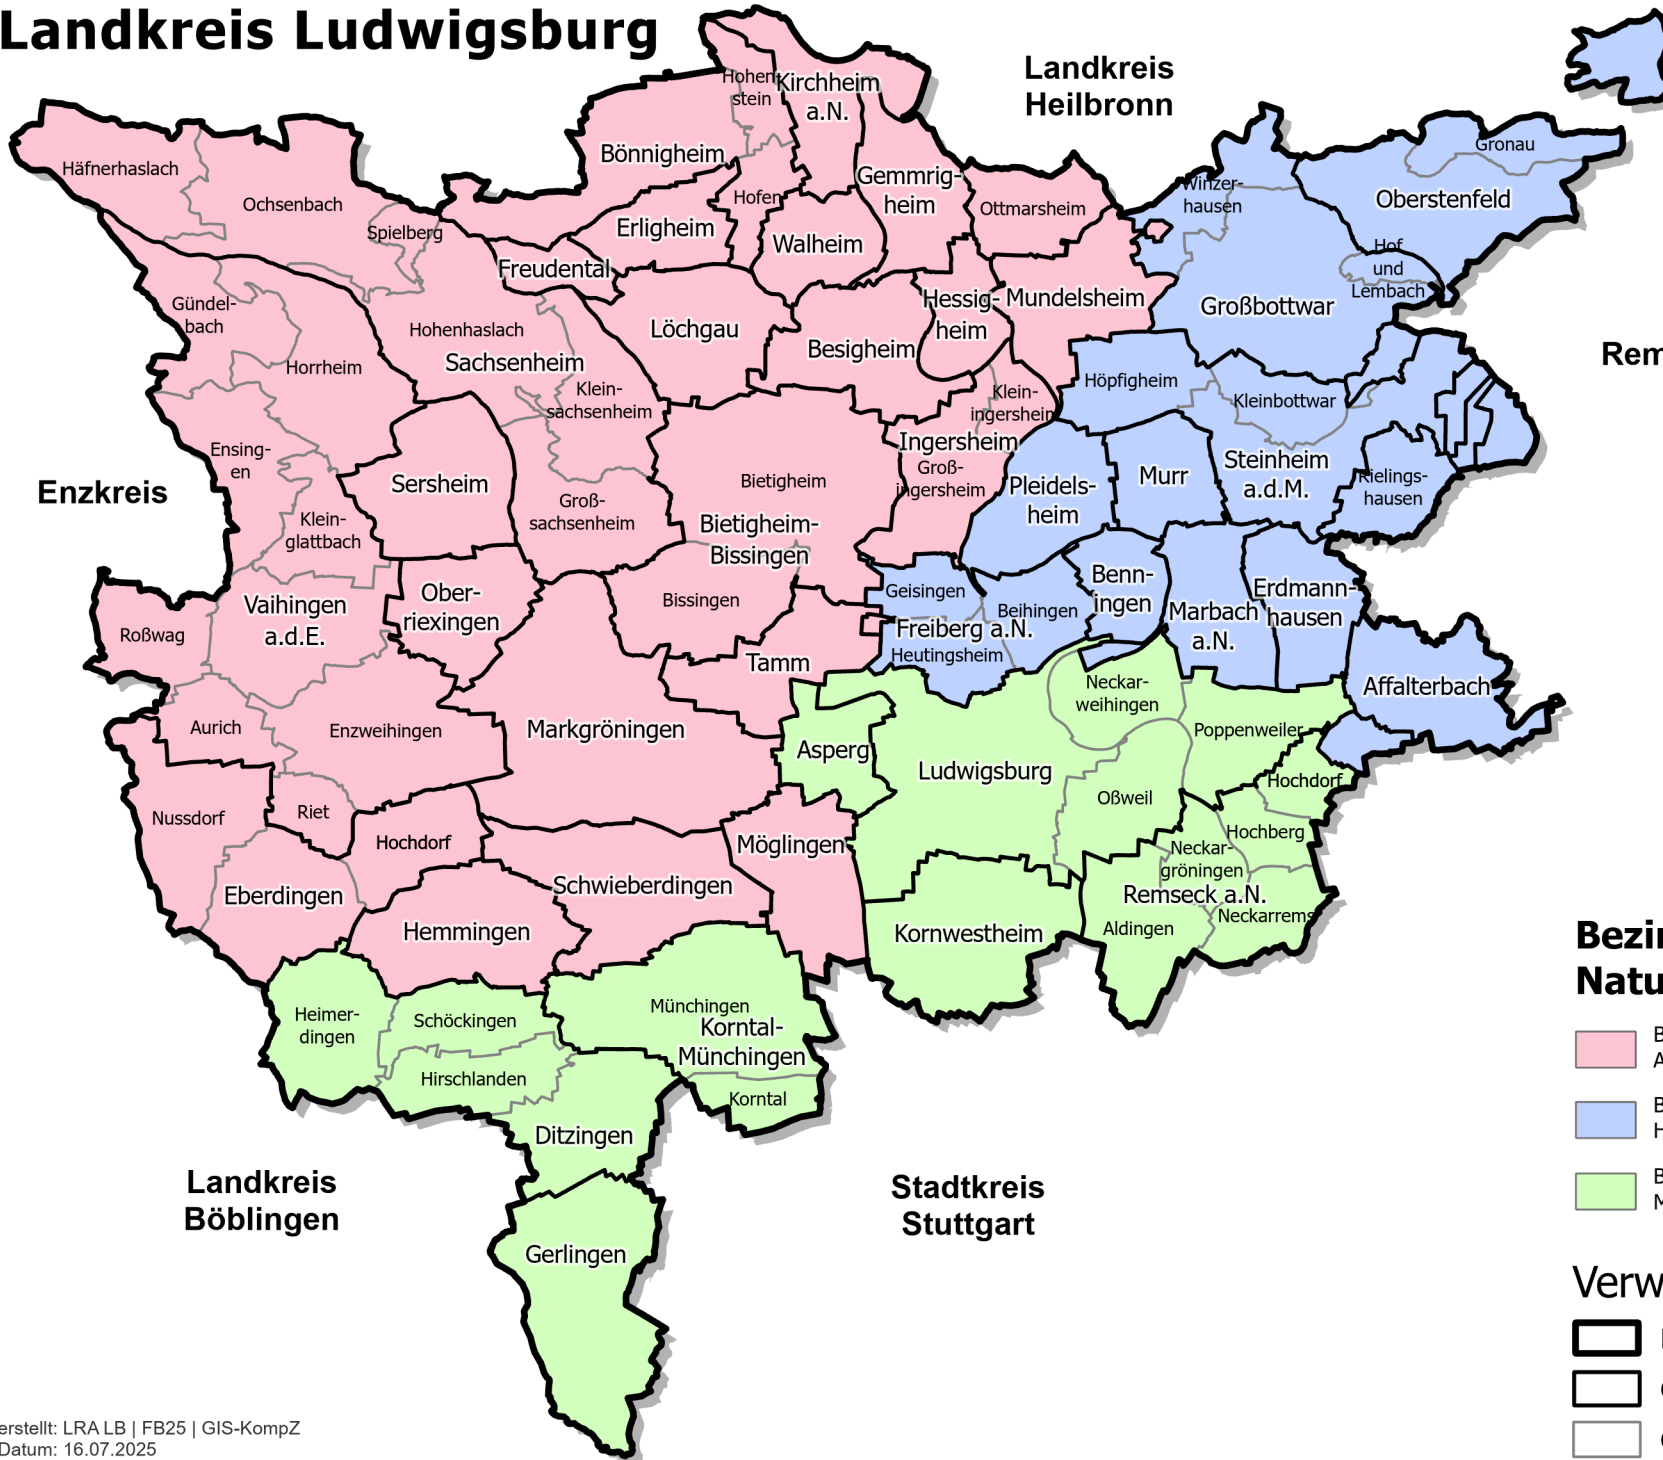 Landkreis Ludwigsburg
Landkreis
Heilbronn
Hohen
stein
Kirchheim
a.N.
Bönnigheim
Häfnerhaslach
Ochsenbach
Spielberg
Erligheim
Hofen
Walheim
Gemmrig-
heim
Ottmarsheim
Winzer-
hausen
Gronau
Oberstenfeld
Hof
und
Lembach
Großbottwar
Freudental
Gündel-
bach
Horrheim
Hohenhaslach
Sachsenheim
Klein-
sachsenheim
Löchgau
Besigheim
Hessig-
heim
Mundelsheim
Rem
Höpfigheim
Kleinbottwar
Klein-
ingersheim
Ingersheim
Groß-
ingersheim
Enzkreis
Ensing-
en
Klein-
glattbach
Sersheim
Groß-
sachsenheim
Bietigheim
Bietigheim-
Bissingen
Bissingen
Pleidels-
heim
Murr
Steinheim
a.d.M.
Rielings-
hausen
Roßwag
Vaihingen
a.d.E.
Ober-
riexingen
Geisingen
Beihingen
Freiberg a.N.
Heutingsheim
Benn-
ingen
Marbach
a.N.
Erdmann-
hausen
Affalterbach
Tamm
Aurich
Enzweihingen
Markgröningen
Asperg
Ludwigsburg
Neckar-
weihingen
Poppenweiler
Oßweil
Hochdorf
Hochberg
Nussdorf
Riet
Hochdorf
Möglingen
Neckar-
gröningen
Remseck a.N.
Neckarrems
Aldingen
Eberdingen
Schwieberdingen
Hemmingen
Kornwestheim
Heimer-
dingen
Schöckingen
Hirschlanden
Münchingen
Korntal-
Münchingen
Korntal
Ditzingen
Gerlingen
Landkreis
Böblingen
Stadtkreis
Stuttgart
Bezi
Natu
B
A
B
H
B
M
Verw
erstellt: LRA LB | FB25 | GIS-KompZ
Datum: 16.07.2025